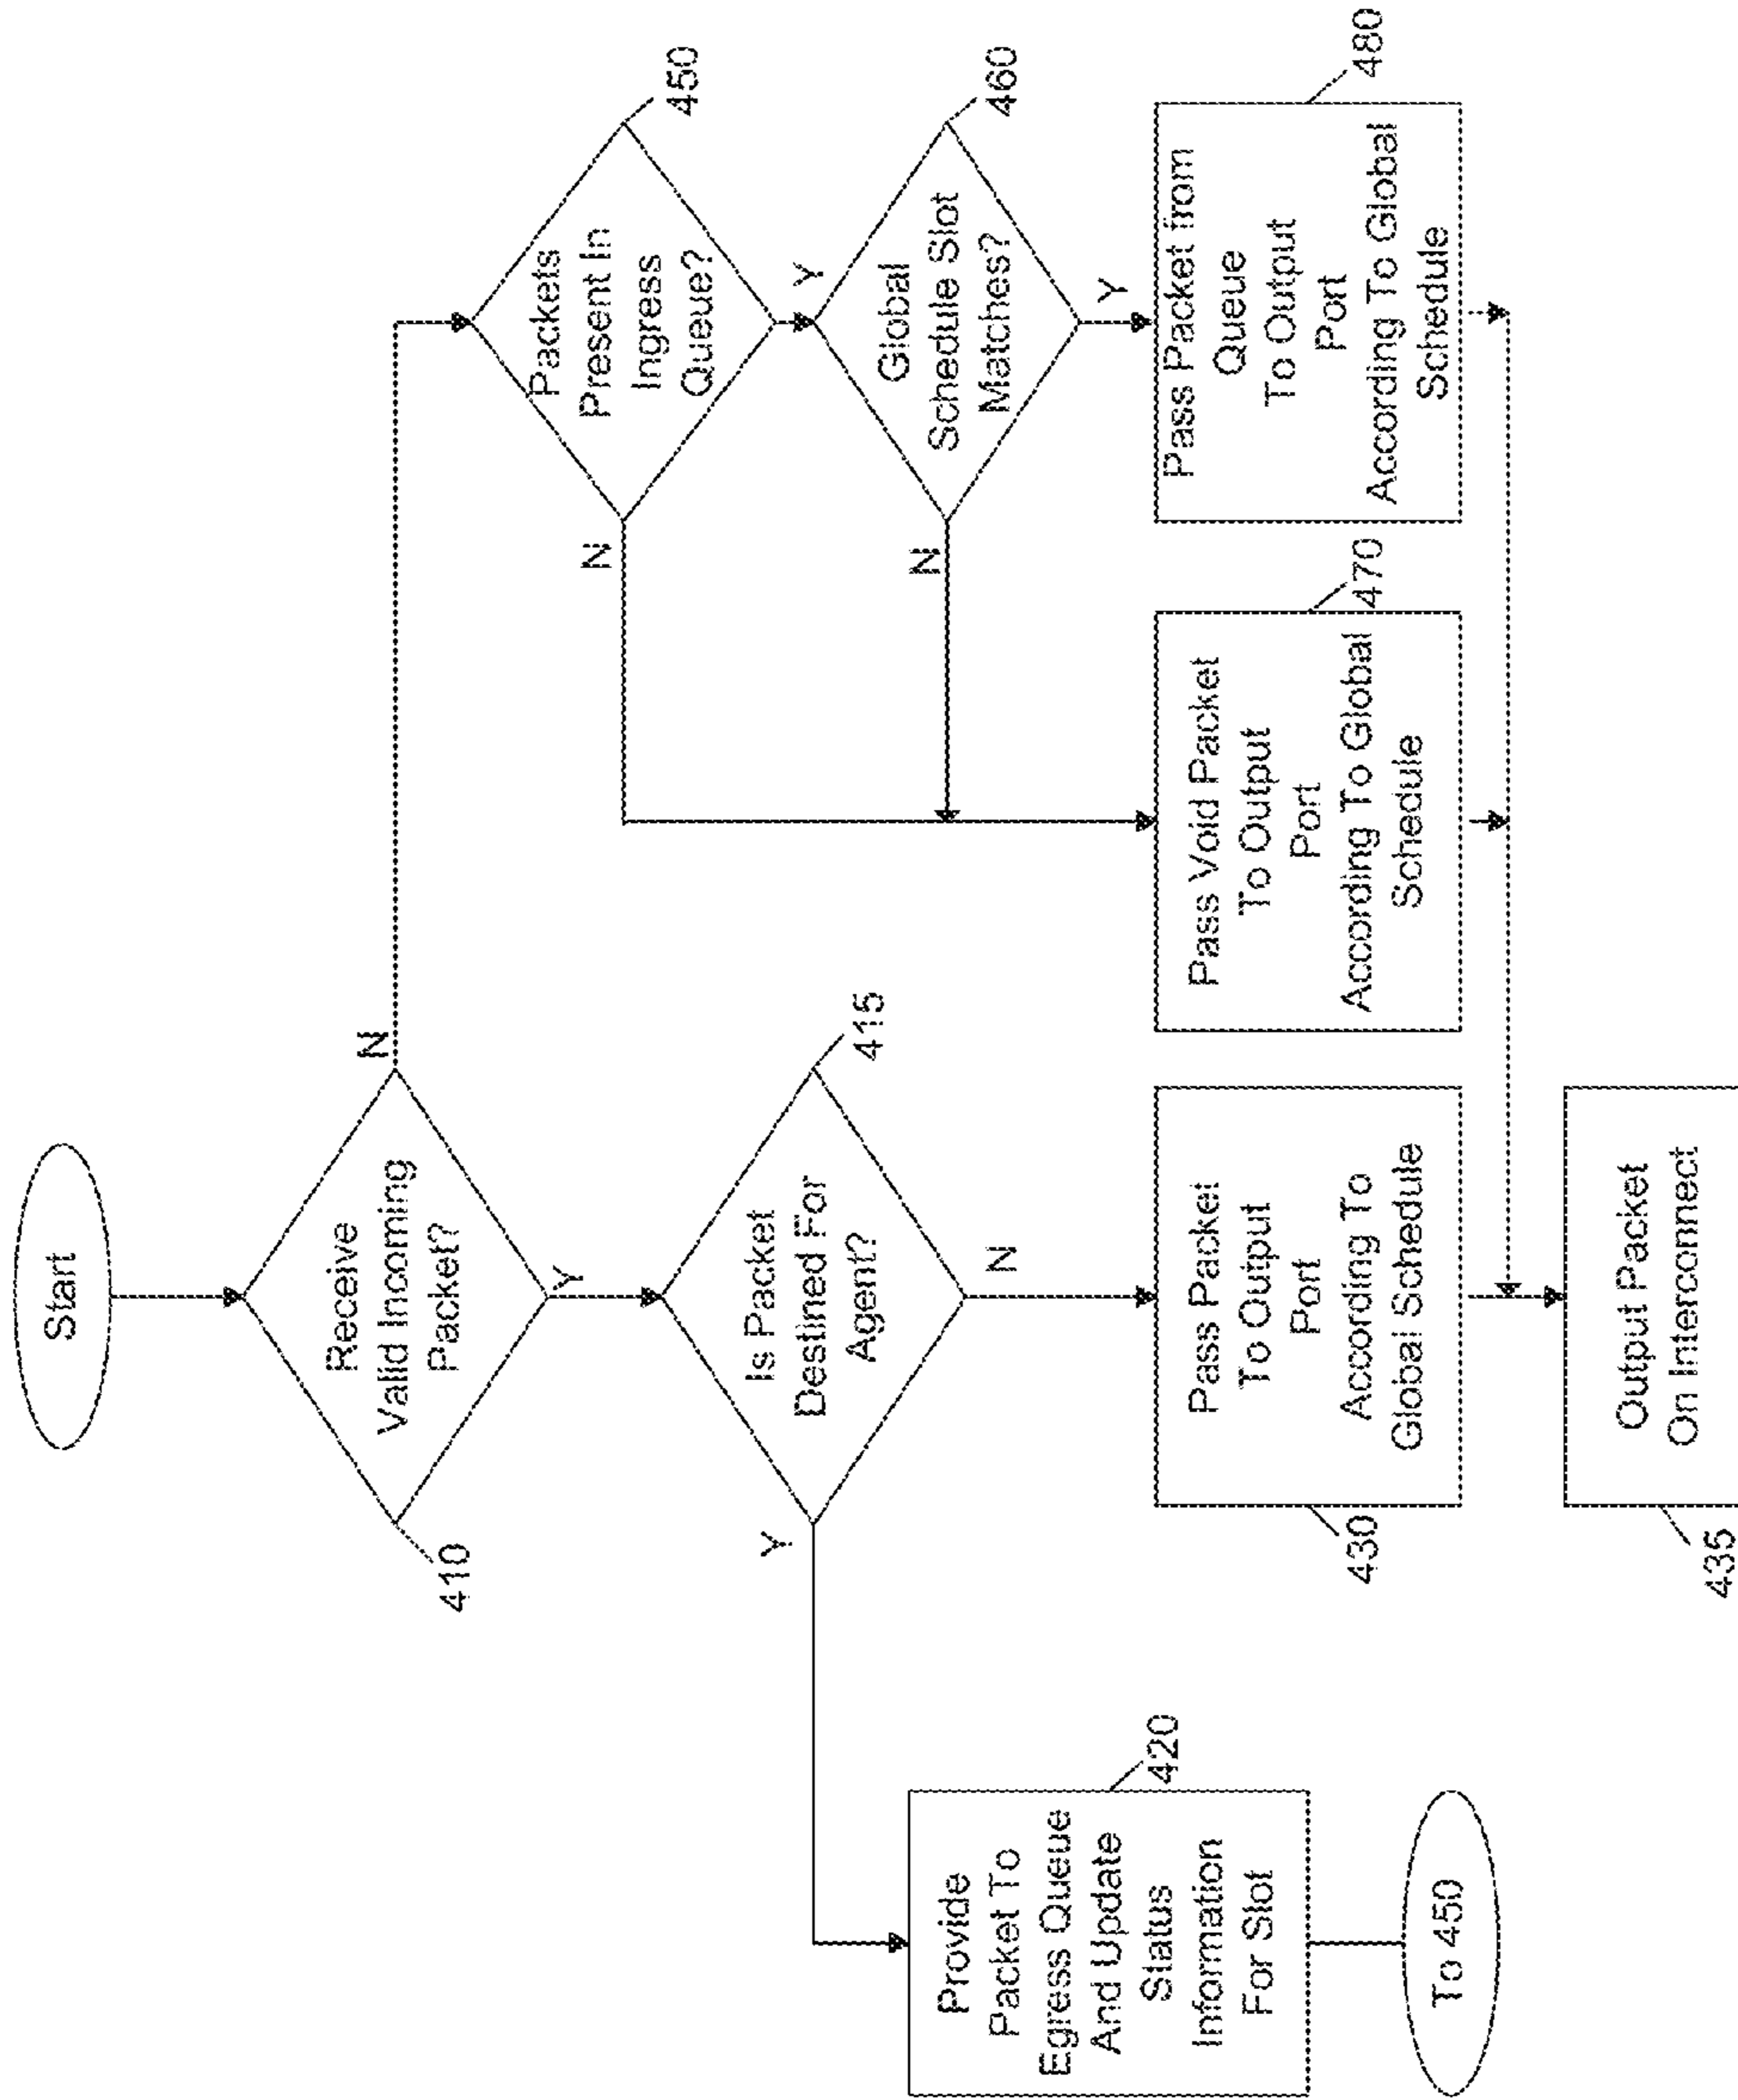 Start
Receive
Valid Incoming
Packet?
410
N
Y
Is Packet
Destined For
Agent?
415
Y
N
Provide
Packet To
Egress Queue
And Update
Status
Information
For Slot
420
To 450
Pass Packet
To Output
Port
According To
Global Schedule
430
Output Packet
On Interconnect
435
Packets
Present In
Ingress
Queue?
450
N
Y
Global
Schedule Slot
Matches?
460
N
Y
Pass Void Packet
To Output
Port
According To Global
Schedule
470
Pass Packet from
Queue
To Output
Port
According To Global
Schedule
480